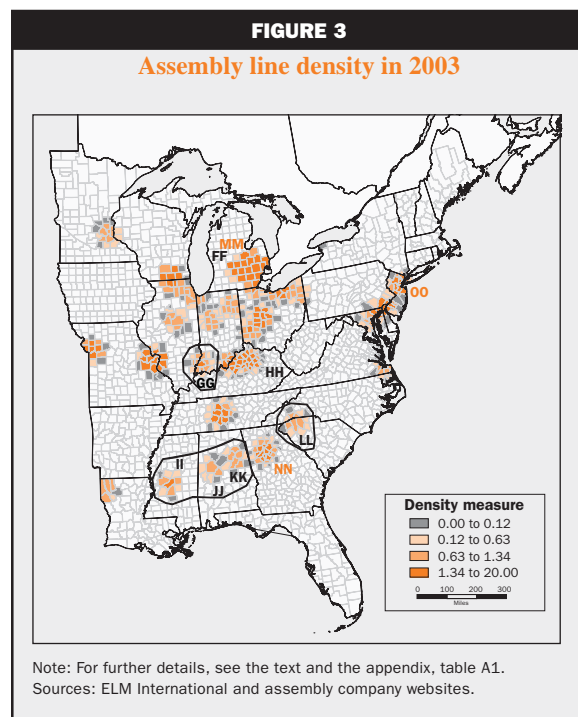 FIGURE 3
Assembly line density in 2003
MM
FF
OO
GG
HH
LL
II
NN
KK
JJ
Density measure
0.00 to 0.12
0.12 to 0.63
0.63 to 1.34
1.34 to 20.00
0 100 200 300
Miles
Note: For further details, see the text and the appendix, table A1.
Sources: ELM International and assembly company websites.